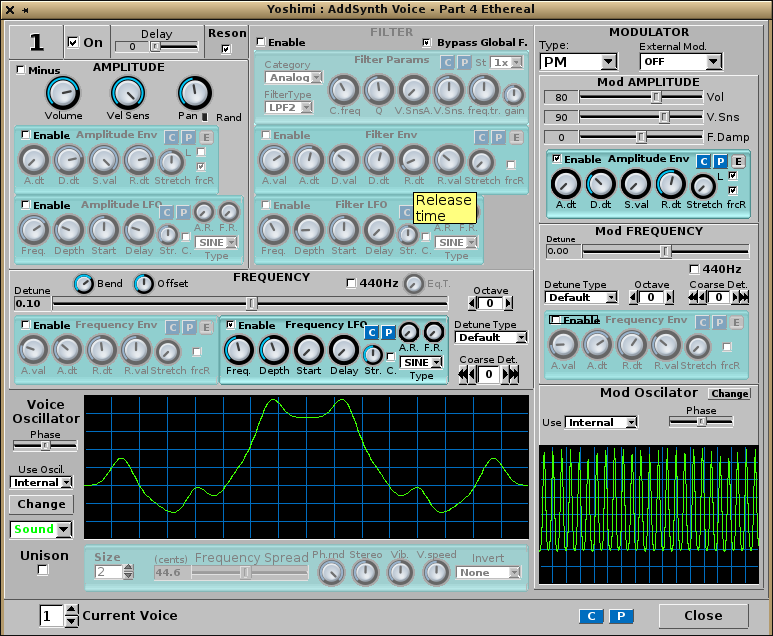 Yoshimi : AddSynth Voice - Part 4 Ethereal
1
On
Delay
0
Reson
Minus
AMPLITUDE
Volume
Vel Sens
Pan
Rand
Enable
Amplitude Env
C P E
A.dt
D.dt
S.val
R.dt
Stretch
L
frcR
Enable
Amplitude LFO
C P
Freq.
Depth
Start
Delay
Str.
C.
A.R.
F.R.
SINE
Type
FILTER
Enable
Bypass Global F.
Category
Analog
FilterType
LPF2
Filter Params
C P
St
1x
C.freq
Q
V.SnsA.
V.Sns.
freq.tr.
gain
Enable
Filter Env
C P E
A.val
A.dt
D.val
D.dt
R.dt
R.val
Stretch
frcR
Enable
Filter LFO
Release
time
Freq.
Depth
Start
Delay
Str.
C.
A.R.
F.R.
SINE
Type
FREQUENCY
Detune
0.10
Bend
Offset
440Hz
Eq.T.
Octave
0
Enable
Frequency Env
C P E
A.val
A.dt
R.dt
R.val
Stretch
frcR
Enable
Frequency LFO
C P
Freq.
Depth
Start
Delay
Str.
C.
A.R.
F.R.
SINE
Type
Detune Type
Default
Coarse Det.
0
Voice
Oscillator
Phase
Use Oscil.
Internal
Change
Sound
Unison
Size
2
(cents)
Frequency Spread
44.6
Ph.rnd
Stereo
Vib.
V.speed
Invert
None
MODULATOR
Type:
PM
External Mod.
OFF
Mod AMPLITUDE
80
Vol
90
V.Sns
0
F.Damp
Enable
Amplitude Env
C P E
A.dt
D.dt
S.val
R.dt
Stretch
L
frcR
Mod FREQUENCY
Detune
0.00
440Hz
Detune Type
Default
Octave
0
Coarse Det.
0
Enable
Frequency Env
C P E
A.val
A.dt
R.dt
R.val
Stretch
frcR
Mod Oscilator
Change
Use
Internal
Phase
1
Current Voice
C
P
Close